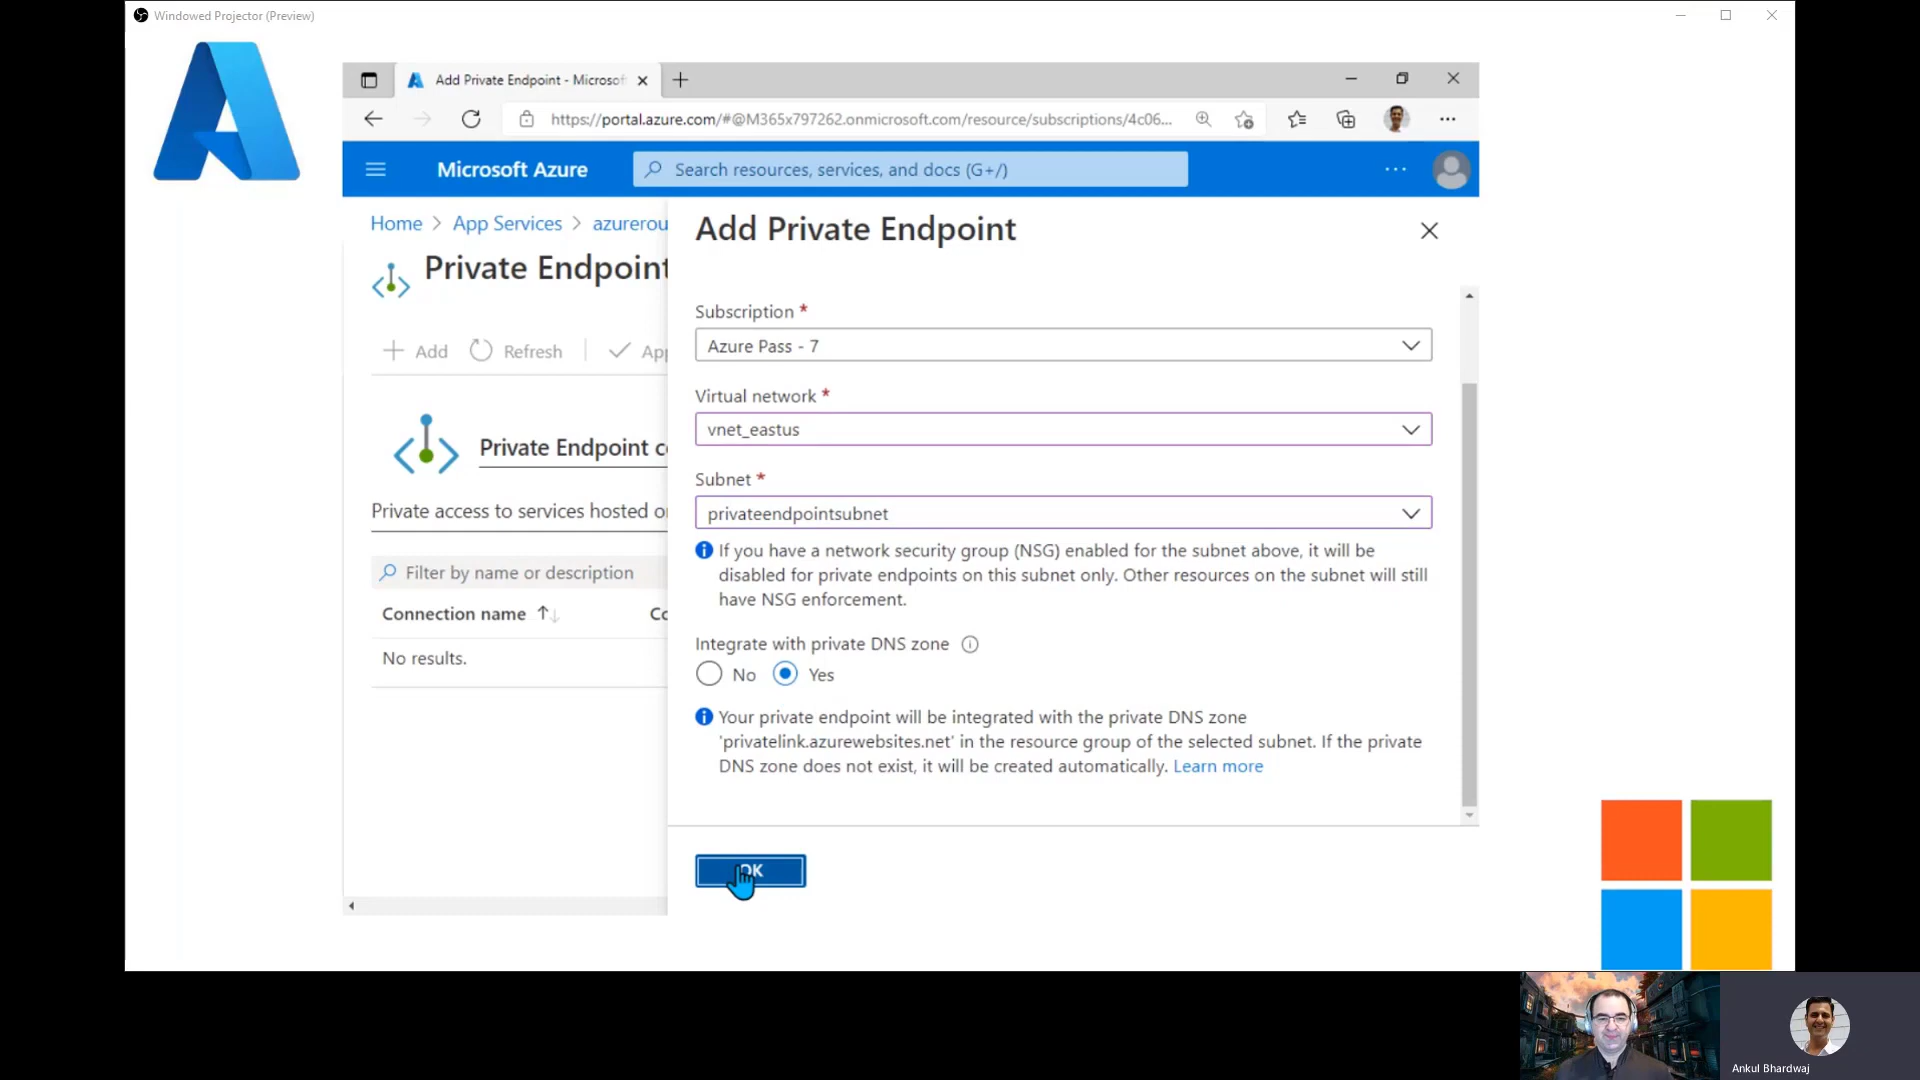 Windowed Projector (Preview)
Add Private Endpoint - Microsof
https://portal.azure.com/#@M365x797262.onmicrosoft.com/resource/subscriptions/4c06...
Microsoft Azure
Search resources, services, and docs (G+/)
Home > App Services > azurerou
Private Endpoint
Add
Refresh
App
Private Endpoint c
Private access to services hosted o
Filter by name or description
Connection name
Co
No results.
Add Private Endpoint
Subscription *
Azure Pass - 7
Virtual network *
vnet_eastus
Subnet *
privateendpointsubnet
If you have a network security group (NSG) enabled for the subnet above, it will be
disabled for private endpoints on this subnet only. Other resources on the subnet will still
have NSG enforcement.
Integrate with private DNS zone
No
Yes
Your private endpoint will be integrated with the private DNS zone
'privatelink.azurewebsites.net' in the resource group of the selected subnet. If the private
DNS zone does not exist, it will be created automatically. Learn more
OK
Ankul Bhardwaj